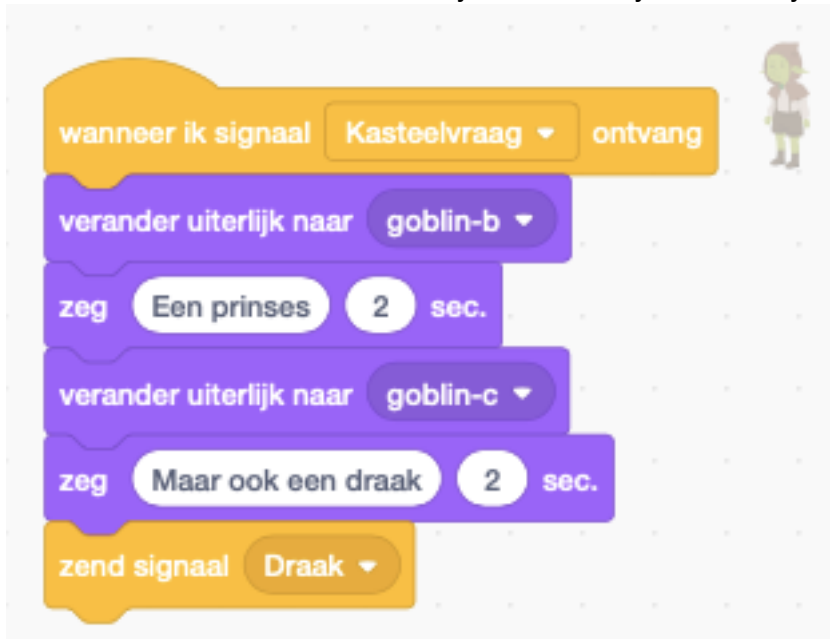 wanneer ik signaal Kasteelvraag ontvang
verander uiterlijk naar goblin-b
zeg Een prinses 2 sec.
verander uiterlijk naar goblin-c
zeg Maar ook een draak 2 sec.
zend signaal Draak